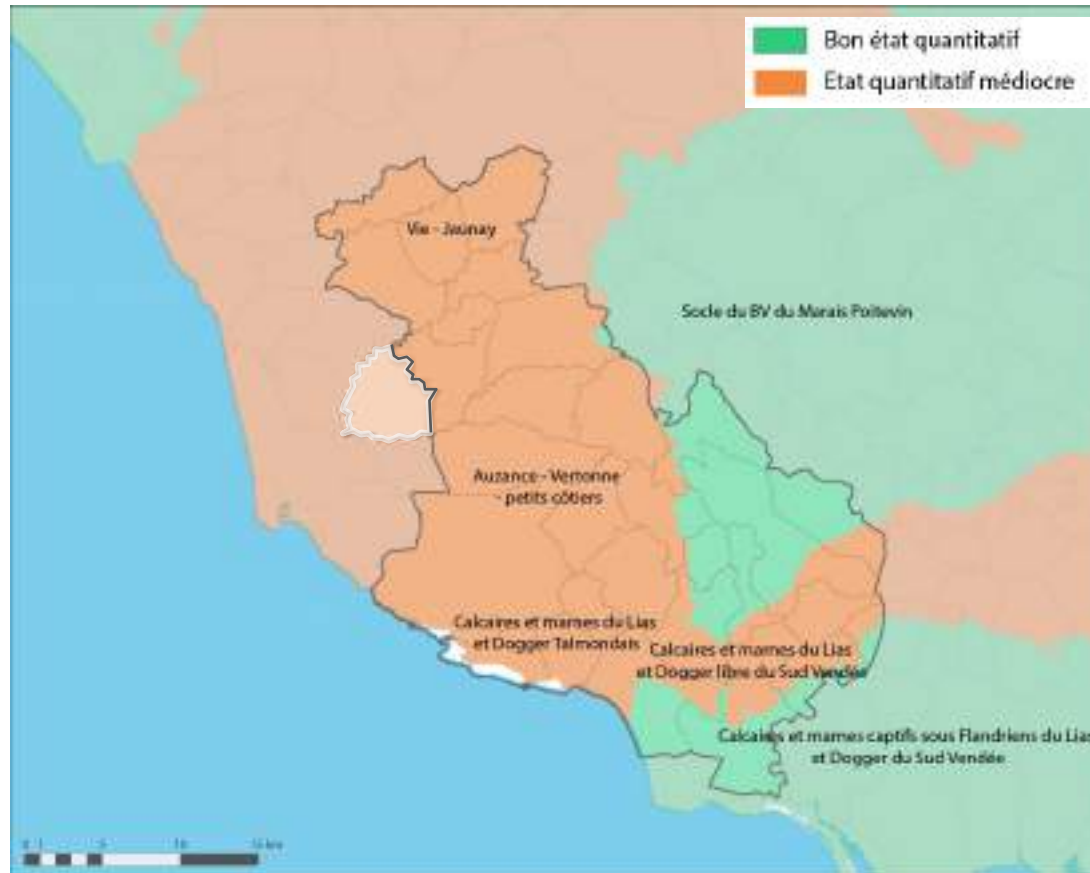 Bon état quantitatif
Etat quantitatif médiocre
Vie - Jaunay
Socle du BV du Marais Poitevin
Auzance - Vertonne
- petits côtiers
Calcaires et marnes du Lias
et Dogger Talmondais
Calcaires et marnes du Lias
et Dogger libre du Sud Vendée
Calcaires et marnes captifs sous Flandriens du Lias
et Dogger du Sud Vendée